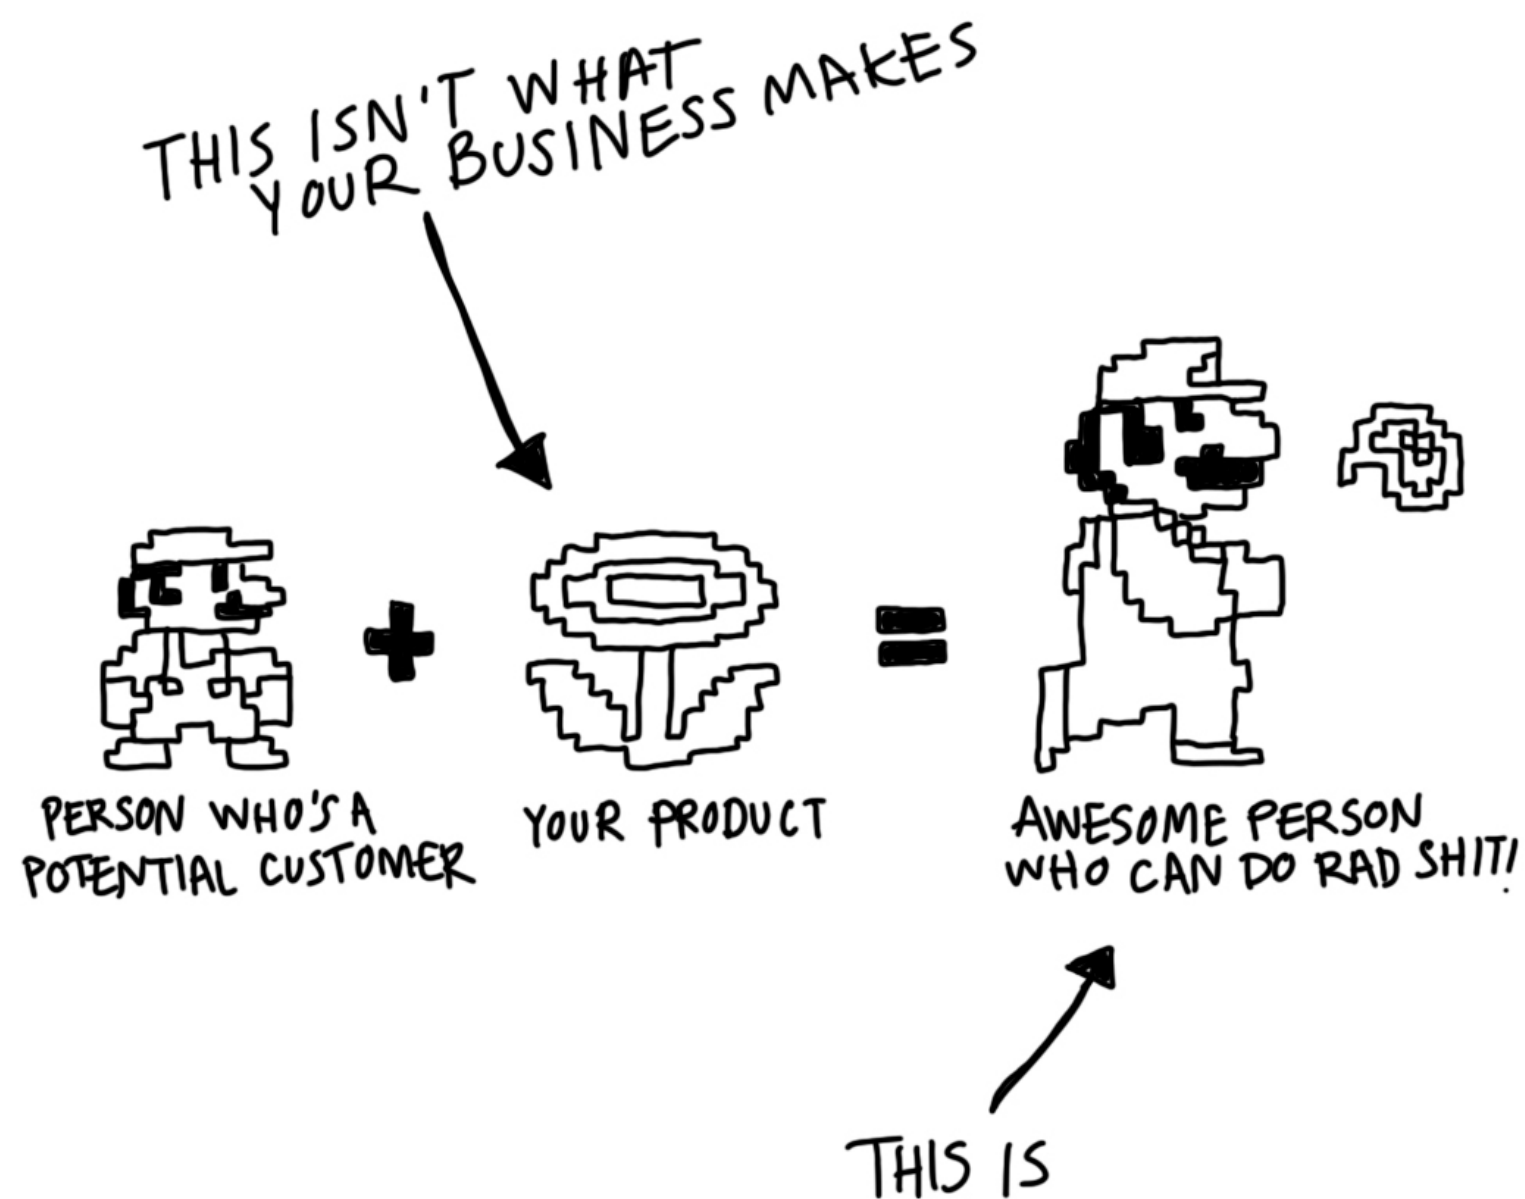 THIS ISN'T WHAT
YOUR BUSINESS MAKES
PERSON WHO'S A
POTENTIAL CUSTOMER
YOUR PRODUCT
AWESOME PERSON
WHO CAN DO RAD SHIT!
THIS IS